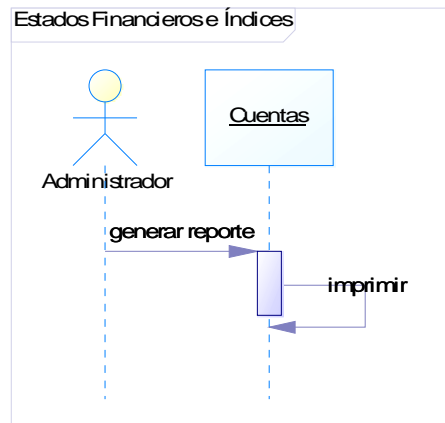 Estados Financieros e Índices
Cuentas
Administrador
generar reporte
imprimir